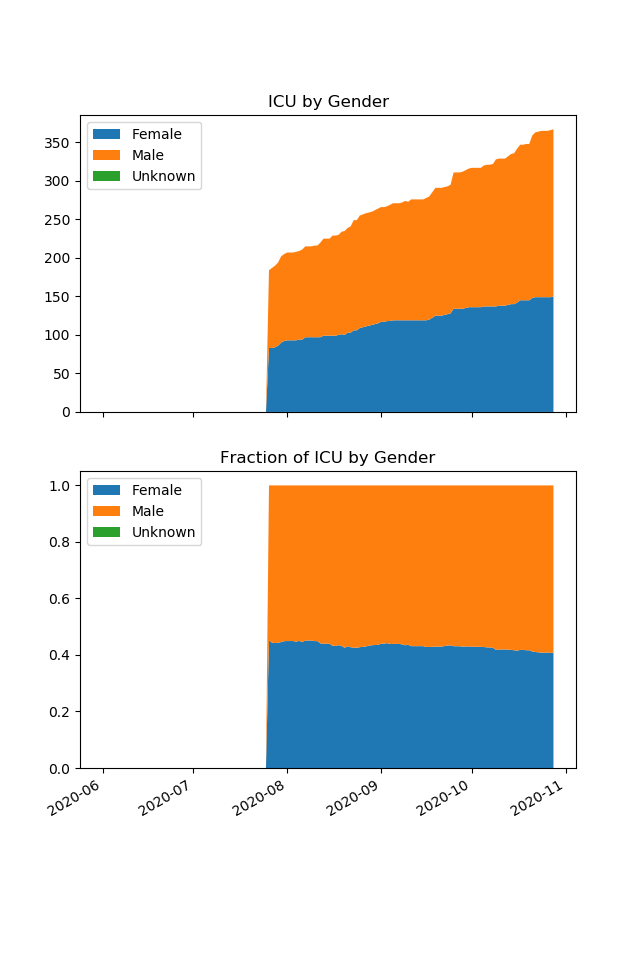 ICU by Gender
350
300
250
200
150
100
50
0
Female
Male
Unknown
Fraction of ICU by Gender
1.0
0.8
0.6
0.4
0.2
0.0
Female
Male
Unknown
2020-06
2020-07
2020-08
2020-09
2020-10
2020-11